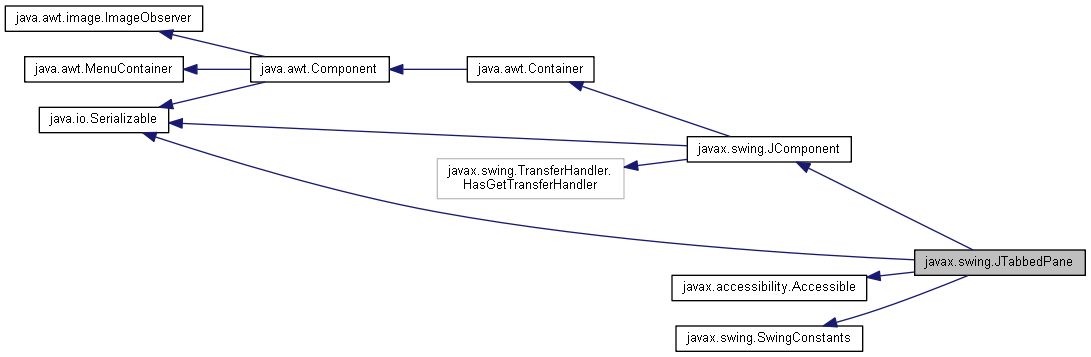 java.awt.image.ImageObserver
java.awt.MenuContainer
java.awt.Component
java.awt.Container
java.io.Serializable
javax.swing.JComponent
javax.swing.TransferHandler.
HasGetTransferHandler
javax.swing.JTabbedPane
javax.accessibility.Accessible
javax.swing.SwingConstants